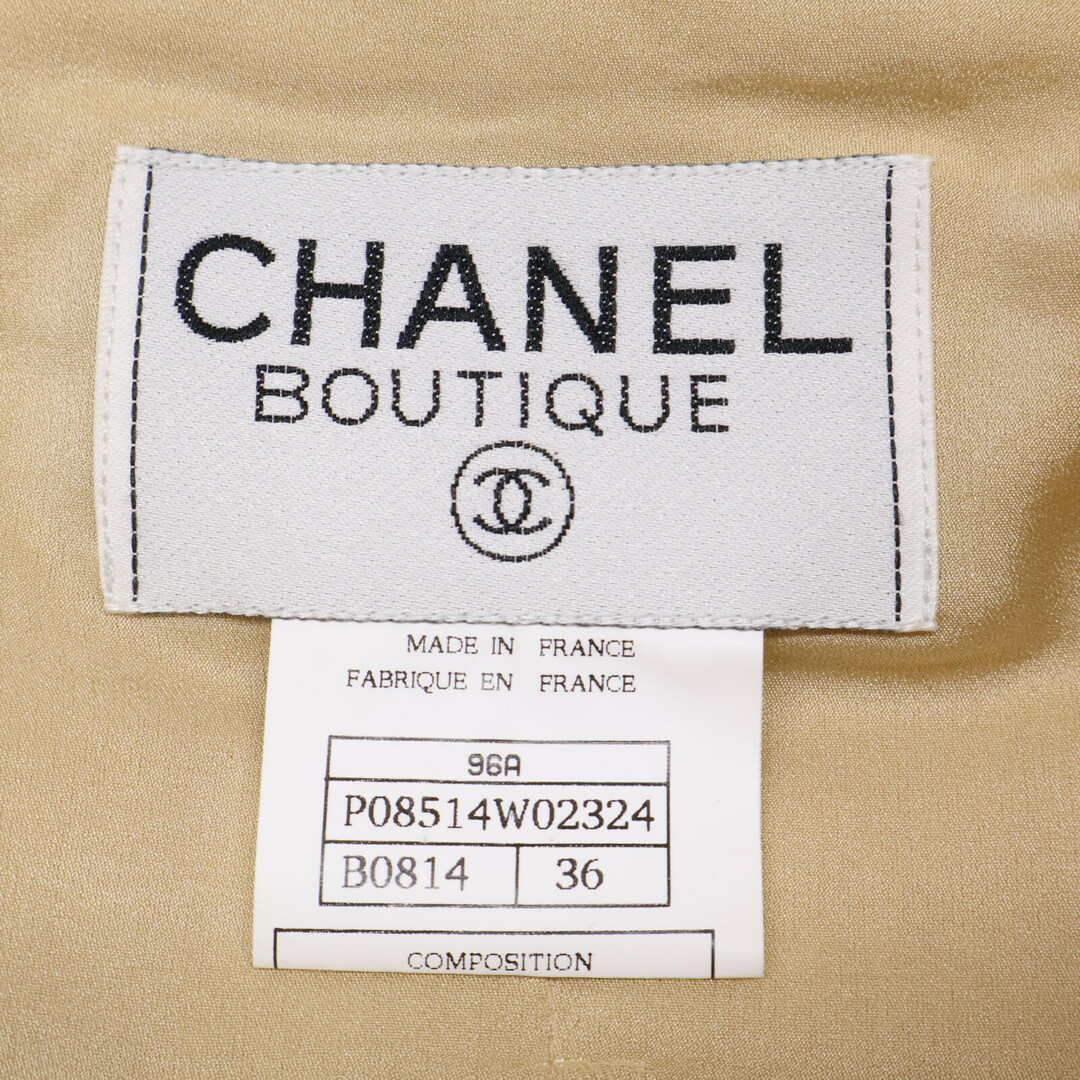 CHANEL
BOUTIQUE
MADE IN FRANCE
FABRIQUE EN FRANCE
96A
P08514W02324
B0814 36
COMPOSITION